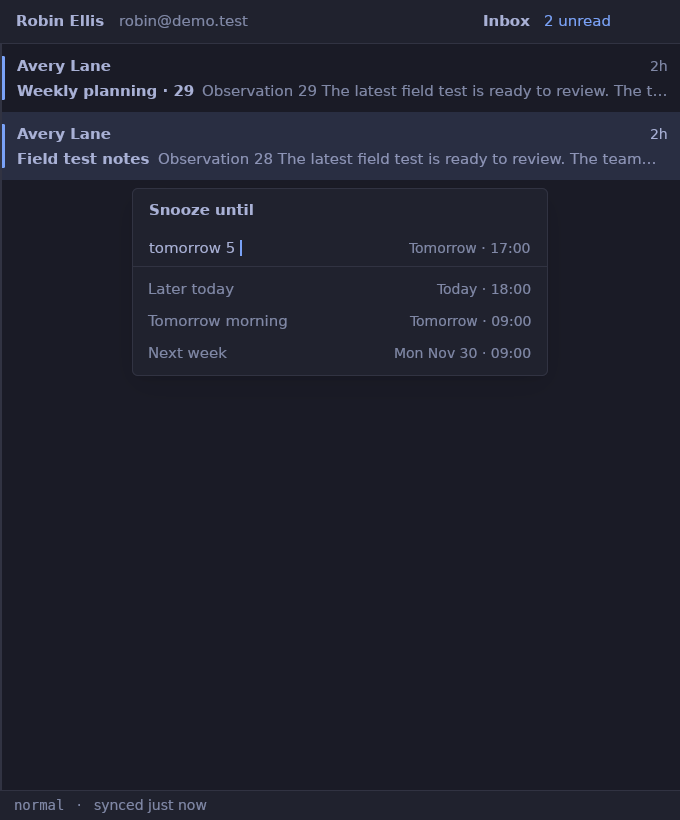 Robin Ellis robin@demo.test Inbox 2 unread
Avery Lane 2h
Weekly planning · 29 Observation 29 The latest field test is ready to review. The t…
Avery Lane 2h
Field test notes Observation 28 The latest field test is ready to review. The team…
Snooze until
tomorrow 5 Tomorrow · 17:00
Later today Today · 18:00
Tomorrow morning Tomorrow · 09:00
Next week Mon Nov 30 · 09:00
normal · synced just now